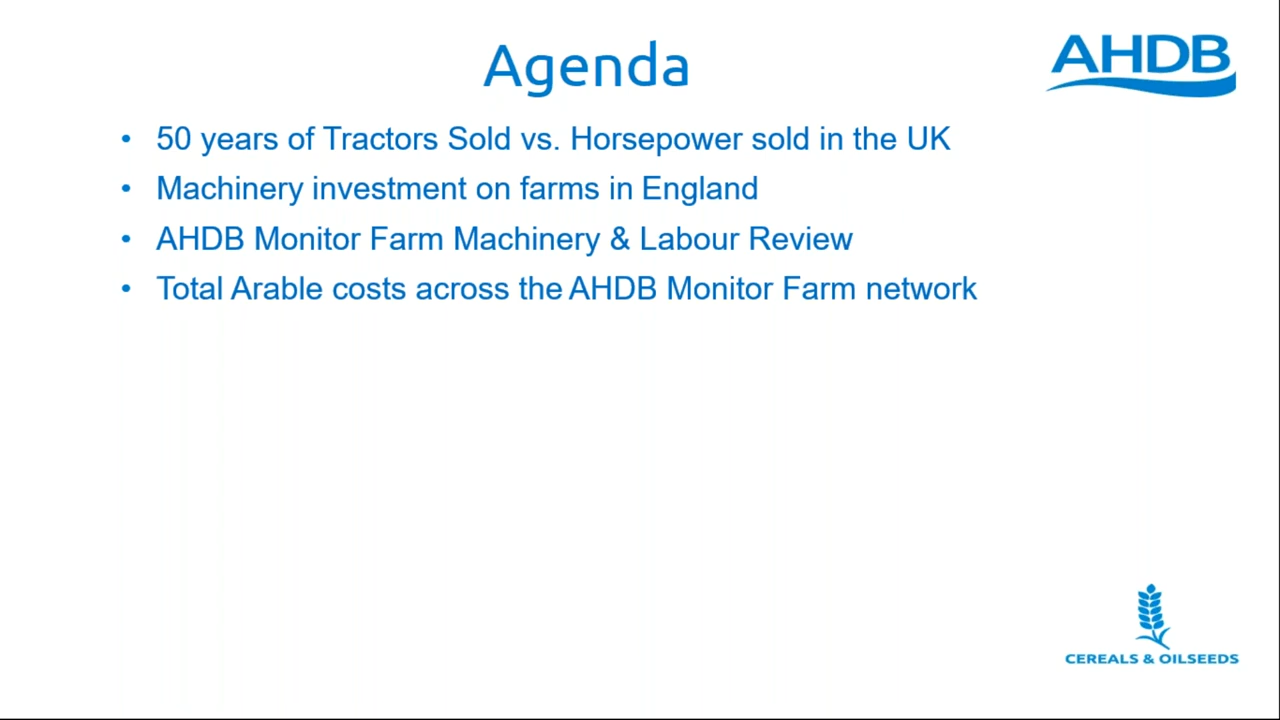 Agenda
AHDB
• 50 years of Tractors Sold vs. Horsepower sold in the UK
• Machinery investment on farms in England
• AHDB Monitor Farm Machinery & Labour Review
• Total Arable costs across the AHDB Monitor Farm network
CEREALS & OILSEEDS